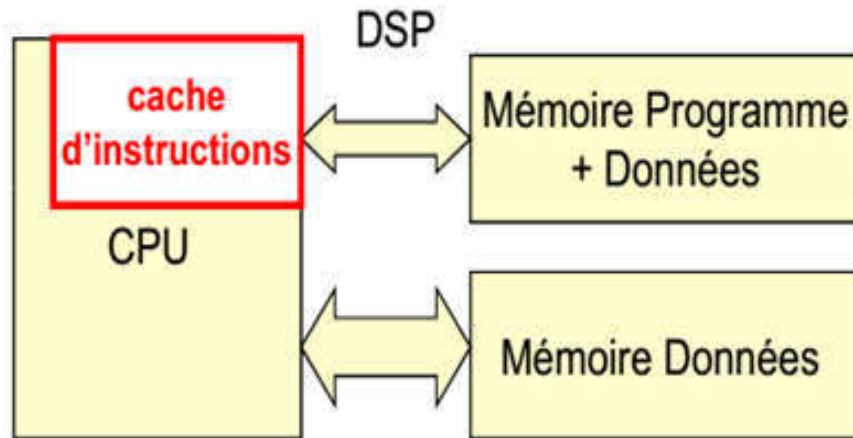 DSP
cache
d'instructions
CPU
Mémoire Programme
+ Données
Mémoire Données